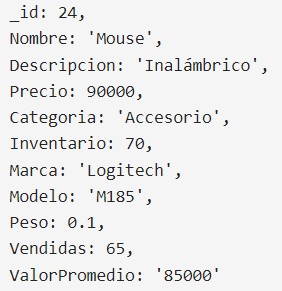 _id: 24,
Nombre: 'Mouse',
Descripcion: 'Inalámbrico',
Precio: 90000,
Categoria: 'Accesorio',
Inventario: 70,
Marca: 'Logitech',
Modelo: 'M185',
Peso: 0.1,
Vendidas: 65,
ValorPromedio: '85000'